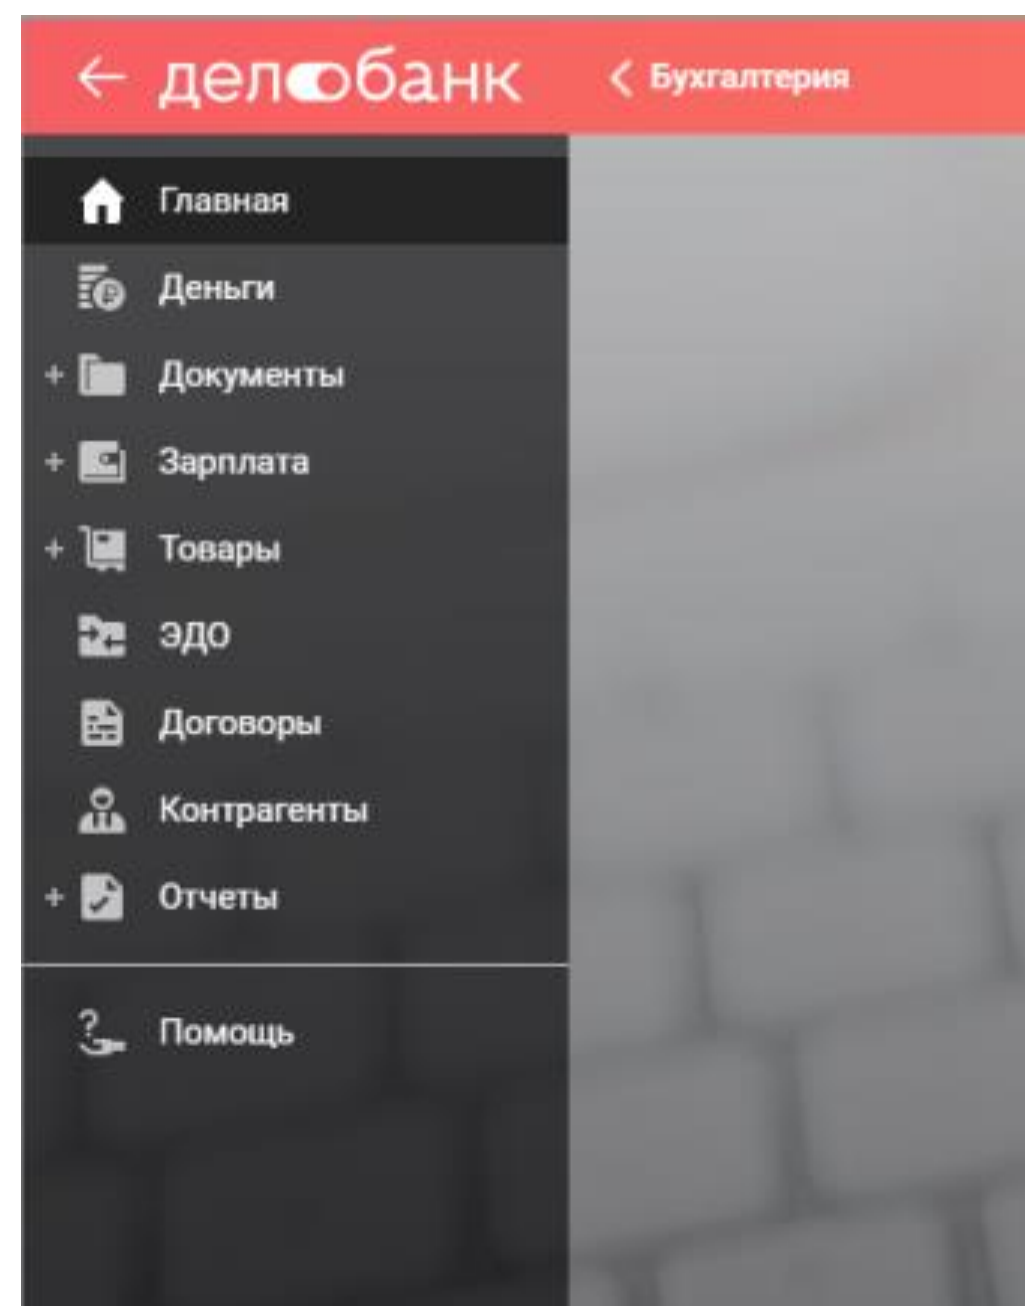 ← делобанк
< Бухгалтерия
Главная
Деньги
+ Документы
+ Зарплата
+ Товары
ЭДО
Договоры
Контрагенты
+ Отчеты
Помощь